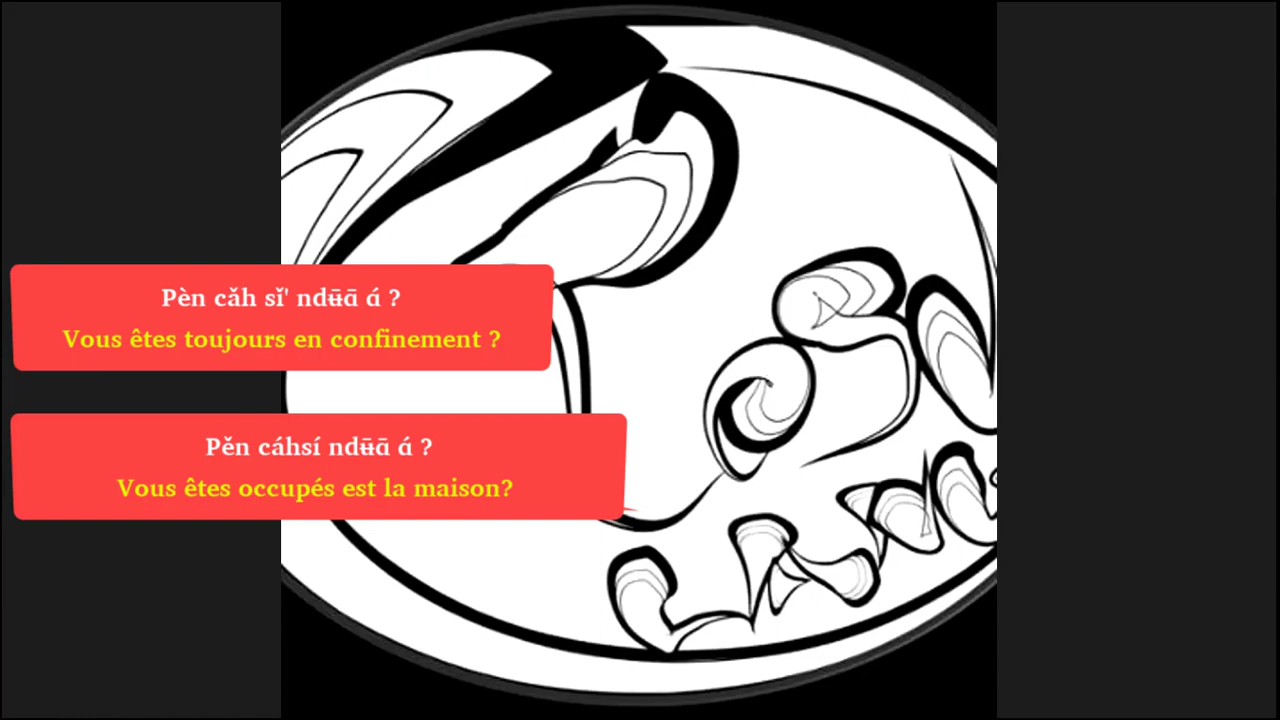 Pèn cǎh sǐ' ndʉ̄ā á ?
Vous êtes toujours en confinement ?
Pěn cáhsí ndʉ̄ā á ?
Vous êtes occupés est la maison?